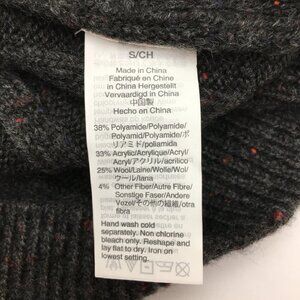 S/CH
Made in China
Fabriqué en Chine
in China Hergestellt
Vervaardigd in China
中国製
Hecho en China
38% Polyamide/Polyamide/
Polyamid/Polyamide/ポ
リアミド/poliamida
33% Acrylic/Acrylique/Acryl/
Acryl/アクリル/acrílico
25% Wool/Laine/Wolle/Wol/
ウール/lana
4% Other Fiber/Autre Fibre/
Sonstige Faser/Andere
Vezel/その他の繊維/otra
fibra
Hand wash cold
separately. Non chlorine
bleach only. Reshape and
lay flat to dry. Iron on
lowest setting.